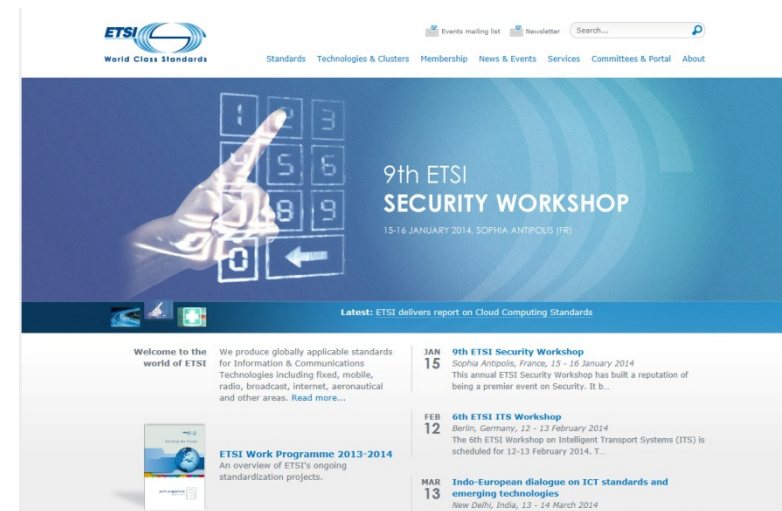 ETSI
World Class Standards
Events mailing list Newsletter Search...
Standards Technologies & Clusters Membership News & Events Services Committees & Portal About
1 2 3
4 5 6
7 8 9
0
9th ETSI
SECURITY WORKSHOP
15-16 JANUARY 2014, SOPHIA ANTIPOLIS (FR)
Latest: ETSI delivers report on Cloud Computing Standards
Welcome to the
world of ETSI
We produce globally applicable standards
for Information & Communications
Technologies including fixed, mobile,
radio, broadcast, internet, aeronautical
and other areas. Read more...
ETSI Work Programme 2013-2014
An overview of ETSI's ongoing
standardization projects.
JAN
15
9th ETSI Security Workshop
Sophia Antipolis, France, 15 - 16 January 2014
This annual ETSI Security Workshop has built a reputation of
being a premier event on Security. It b...
FEB
12
6th ETSI ITS Workshop
Berlin, Germany, 12 - 13 February 2014
The 6th ETSI Workshop on Intelligent Transport Systems (ITS) is
scheduled for 12-13 February 2014. T...
MAR
13
Indo-European dialogue on ICT standards and
emerging technologies
New Delhi, India, 13 - 14 March 2014